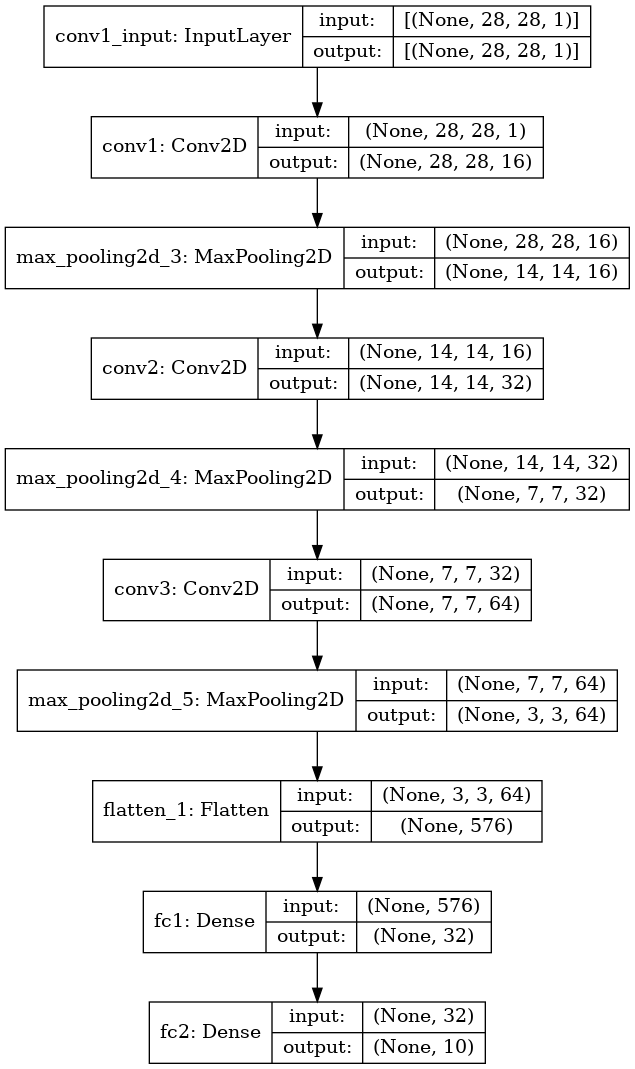 conv1_input: InputLayer
input: [(None, 28, 28, 1)]
output: [(None, 28, 28, 1)]
conv1: Conv2D
input: (None, 28, 28, 1)
output: (None, 28, 28, 16)
max_pooling2d_3: MaxPooling2D
input: (None, 28, 28, 16)
output: (None, 14, 14, 16)
conv2: Conv2D
input: (None, 14, 14, 16)
output: (None, 14, 14, 32)
max_pooling2d_4: MaxPooling2D
input: (None, 14, 14, 32)
output: (None, 7, 7, 32)
conv3: Conv2D
input: (None, 7, 7, 32)
output: (None, 7, 7, 64)
max_pooling2d_5: MaxPooling2D
input: (None, 7, 7, 64)
output: (None, 3, 3, 64)
flatten_1: Flatten
input: (None, 3, 3, 64)
output: (None, 576)
fc1: Dense
input: (None, 576)
output: (None, 32)
fc2: Dense
input: (None, 32)
output: (None, 10)